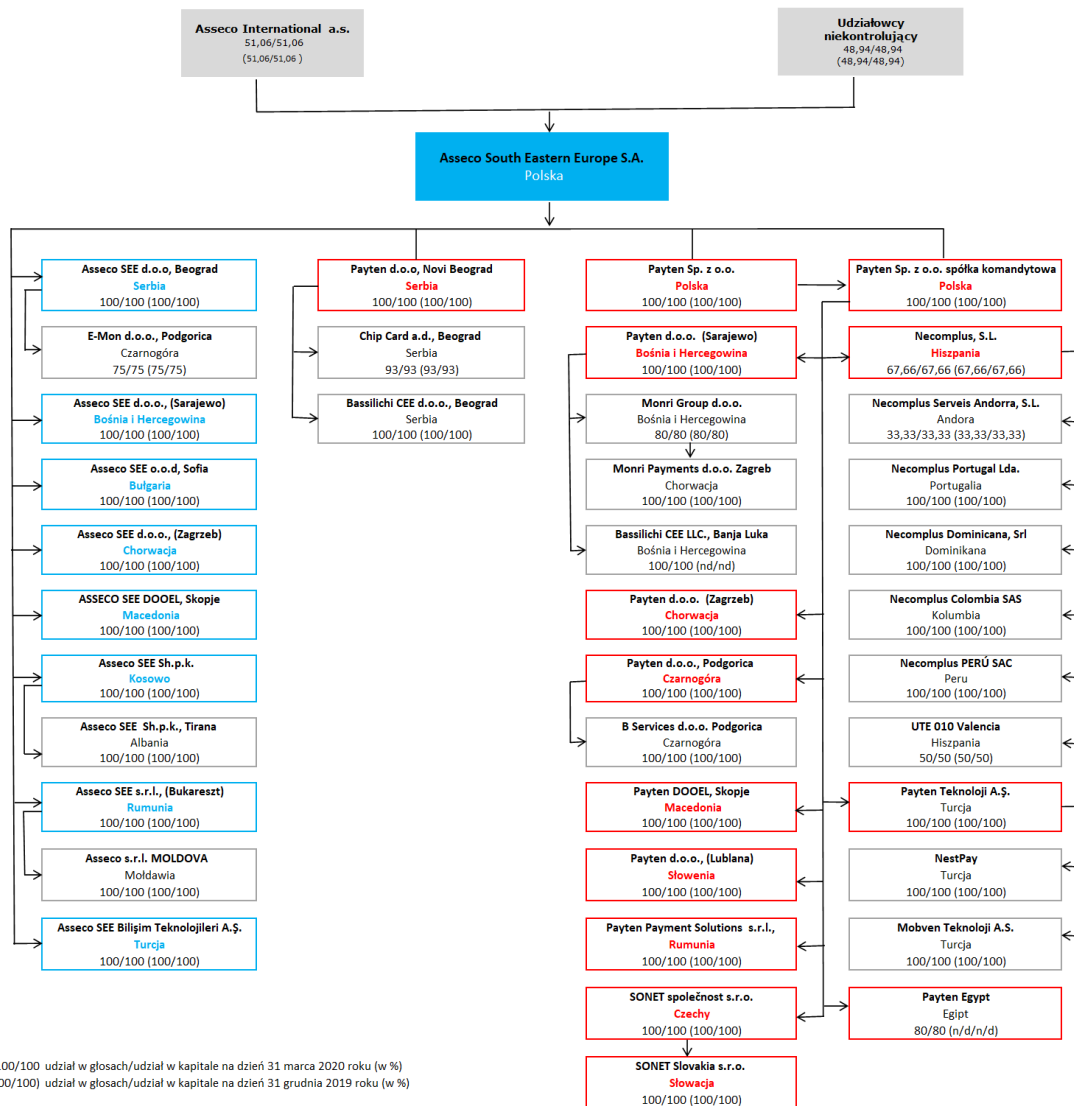 Asseco International a.s.
51,06/51,06
(51,06/51,06 )
Udziałowcy
niekontrolujący
48,94/48,94
(48,94/48,94)
Asseco South Eastern Europe S.A.
Polska
Asseco SEE d.o.o, Beograd
Serbia
100/100 (100/100)
E-Mon d.o.o., Podgorica
Czarnogóra
75/75 (75/75)
Asseco SEE d.o.o., (Sarajewo)
Bośnia i Hercegowina
100/100 (100/100)
Asseco SEE o.o.d, Sofia
Bułgaria
100/100 (100/100)
Asseco SEE d.o.o., (Zagrzeb)
Chorwacja
100/100 (100/100)
ASSECO SEE DOOEL, Skopje
Macedonia
100/100 (100/100)
Asseco SEE Sh.p.k.
Kosowo
100/100 (100/100)
Asseco SEE Sh.p.k., Tirana
Albania
100/100 (100/100)
Asseco SEE s.r.l., (Bukareszt)
Rumunia
100/100 (100/100)
Asseco s.r.l. MOLDOVA
Mołdawia
100/100 (100/100)
Asseco SEE Bilişim Teknolojileri A.Ş.
Turcja
100/100 (100/100)
Payten d.o.o, Novi Beograd
Serbia
100/100 (100/100)
Chip Card a.d., Beograd
Serbia
93/93 (93/93)
Bassilichi CEE d.o.o., Beograd
Serbia
100/100 (100/100)
Payten Sp. z o.o.
Polska
100/100 (100/100)
Payten d.o.o. (Sarajewo)
Bośnia i Hercegowina
100/100 (100/100)
Monri Group d.o.o.
Bośnia i Hercegowina
80/80 (80/80)
Monri Payments d.o.o. Zagreb
Chorwacja
100/100 (100/100)
Bassilichi CEE LLC., Banja Luka
Bośnia i Hercegowina
100/100 (nd/nd)
Payten d.o.o. (Zagrzeb)
Chorwacja
100/100 (100/100)
Payten d.o.o., Podgorica
Czarnogóra
100/100 (100/100)
B Services d.o.o. Podgorica
Czarnogóra
100/100 (100/100)
Payten DOOEL, Skopje
Macedonia
100/100 (100/100)
Payten d.o.o., (Lublana)
Słowenia
100/100 (100/100)
Payten Payment Solutions s.r.l.,
Rumunia
100/100 (100/100)
SONET společnost s.r.o.
Czechy
100/100 (100/100)
SONET Slovakia s.r.o.
Słowacja
100/100 (100/100)
Payten Sp. z o.o. spółka komandytowa
Polska
100/100 (100/100)
Necomplus, S.L.
Hiszpania
67,66/67,66 (67,66/67,66)
Necomplus Serveis Andorra, S.L.
Andora
33,33/33,33 (33,33/33,33)
Necomplus Portugal Lda.
Portugalia
100/100 (100/100)
Necomplus Dominicana, Srl
Dominikana
100/100 (100/100)
Necomplus Colombia SAS
Kolumbia
100/100 (100/100)
Necomplus PERÚ SAC
Peru
100/100 (100/100)
UTE 010 Valencia
Hiszpania
50/50 (50/50)
Payten Teknoloji A.Ş.
Turcja
100/100 (100/100)
NestPay
Turcja
100/100 (100/100)
Mobven Teknoloji A.S.
Turcja
100/100 (100/100)
Payten Egypt
Egipt
80/80 (n/d/n/d)
00/100 udział w głosach/udział w kapitale na dzień 31 marca 2020 roku (w %)
00/100) udział w głosach/udział w kapitale na dzień 31 grudnia 2019 roku (w %)